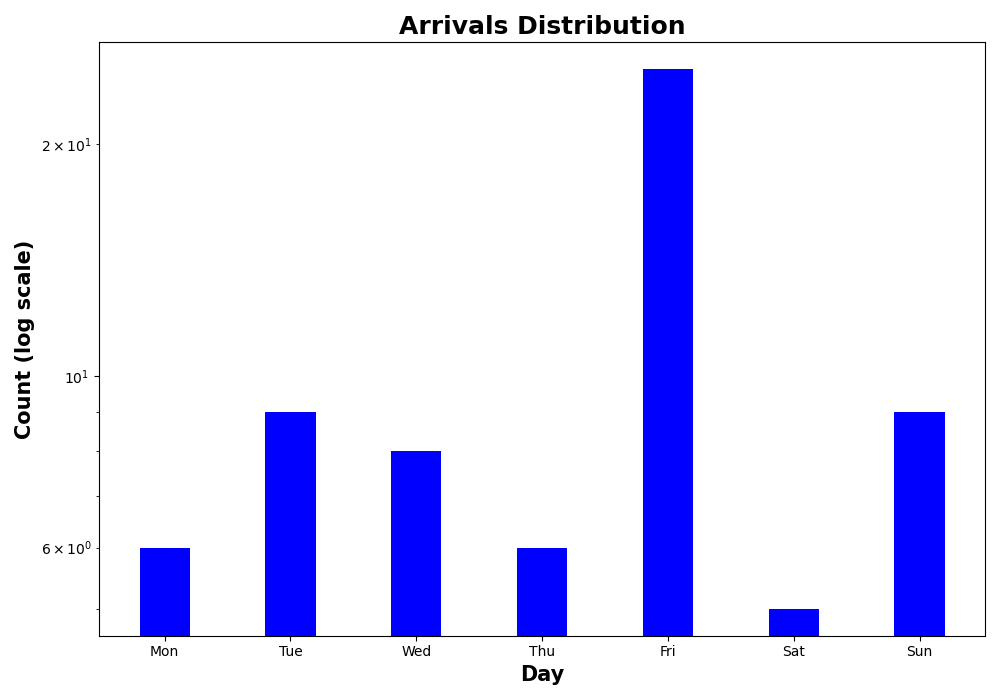 Arrivals Distribution
Count (log scale)
2 × 10¹
10¹
6 × 10⁰
Mon Tue Wed Thu Fri Sat Sun
Day